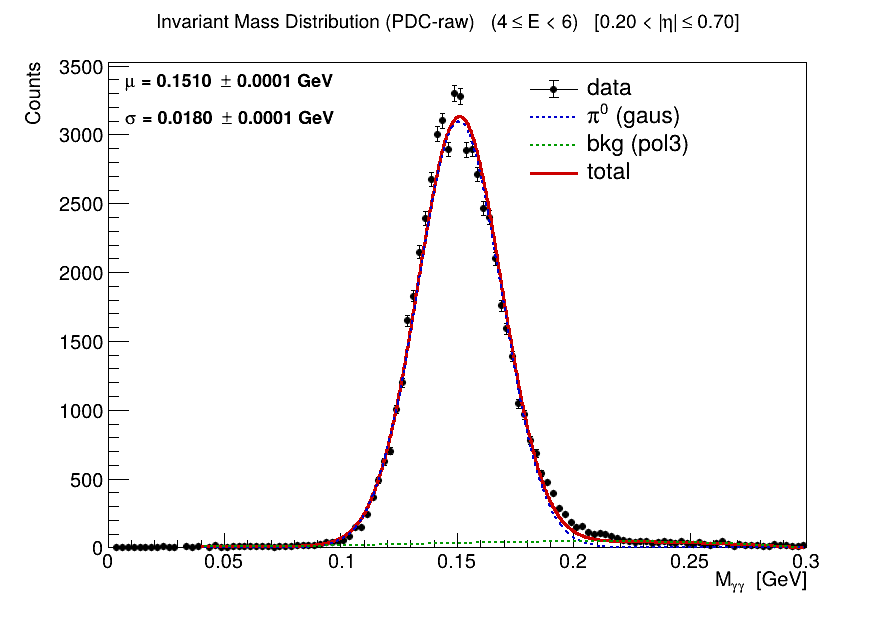 Invariant Mass Distribution (PDC-raw) (4 ≤ E < 6) [0.20 < |η| ≤ 0.70]
Counts
3500
3000
2500
2000
1500
1000
500
0
μ = 0.1510 ± 0.0001 GeV
σ = 0.0180 ± 0.0001 GeV
data
π⁰ (gaus)
bkg (pol3)
total
0 0.05 0.1 0.15 0.2 0.25 0.3
Mγγ [GeV]